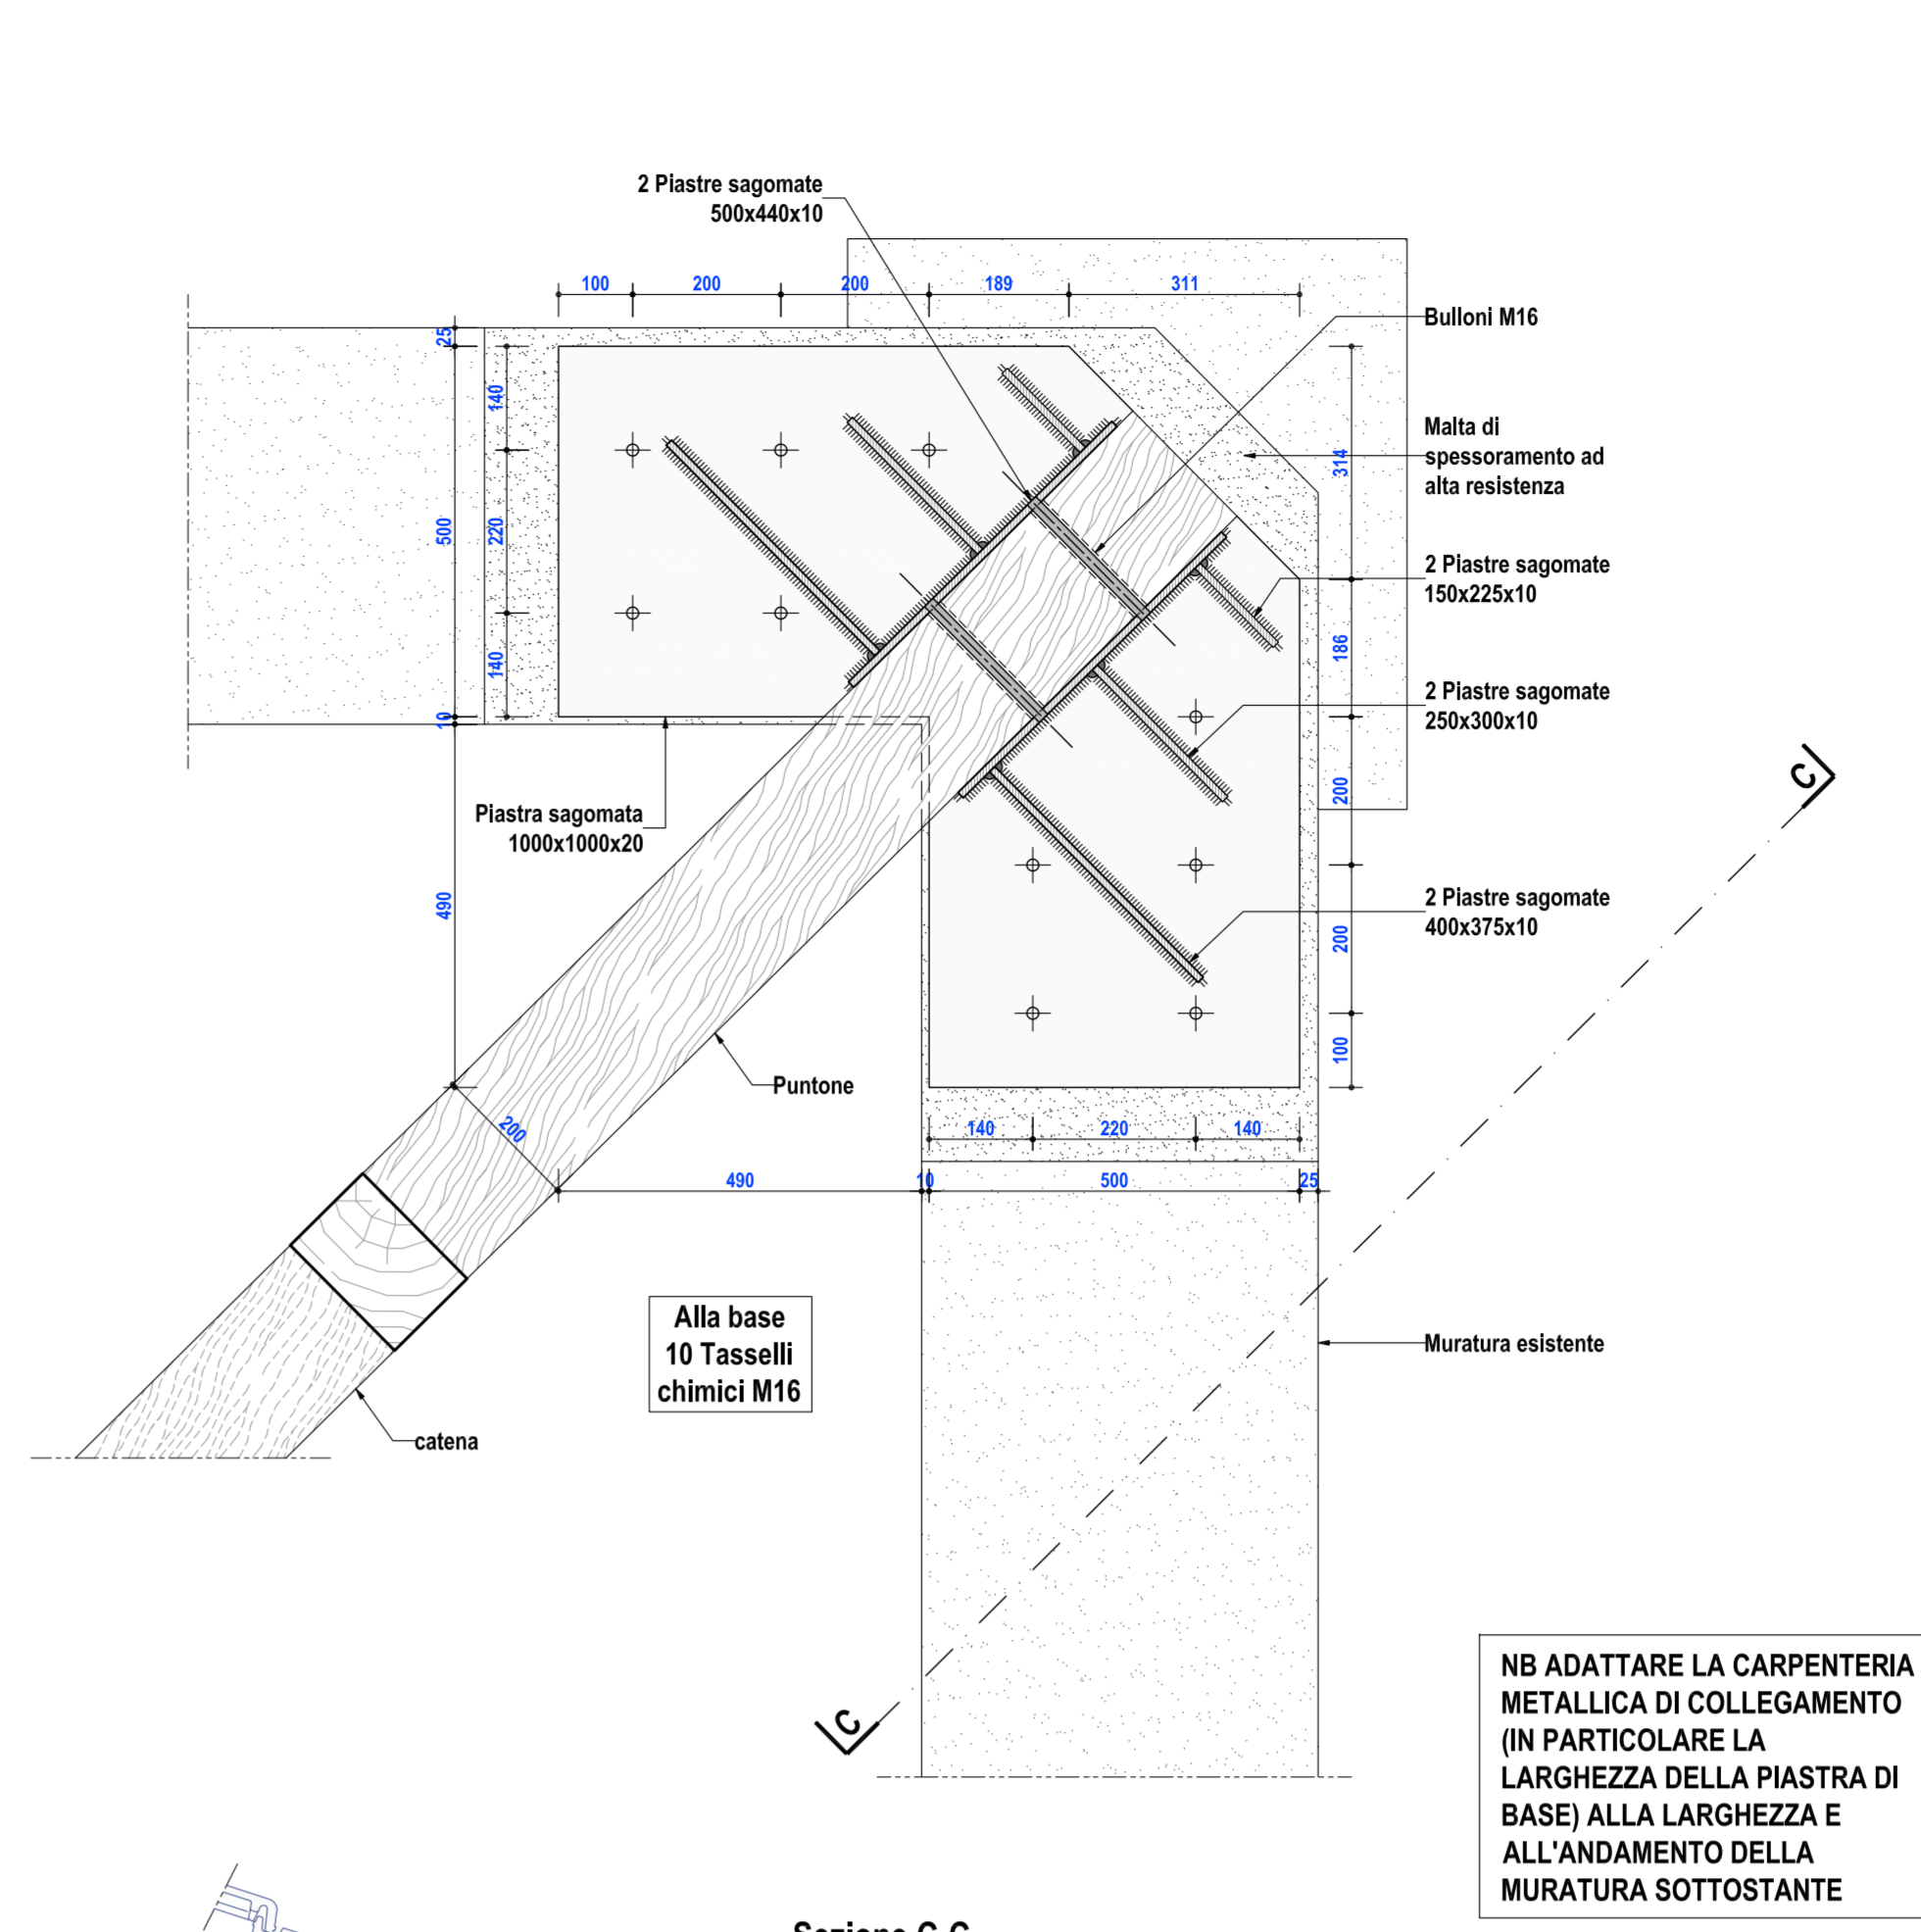 2 Piastre sagomate
500x440x10
100
200
200
189
311
Bulloni M16
25
140
500
220
140
10
490
314
186
200
200
100
Malta di
spessoramento ad
alta resistenza
2 Piastre sagomate
150x225x10
2 Piastre sagomate
250x300x10
C
Piastra sagomata
1000x1000x20
2 Piastre sagomate
400x375x10
Puntone
200
140
220
140
490
10
500
25
Alla base
10 Tasselli
chimici M16
Muratura esistente
catena
C
NB ADATTARE LA CARPENTERIA
METALLICA DI COLLEGAMENTO
(IN PARTICOLARE LA
LARGHEZZA DELLA PIASTRA DI
BASE) ALLA LARGHEZZA E
ALL'ANDAMENTO DELLA
MURATURA SOTTOSTANTE
Sezione C-C